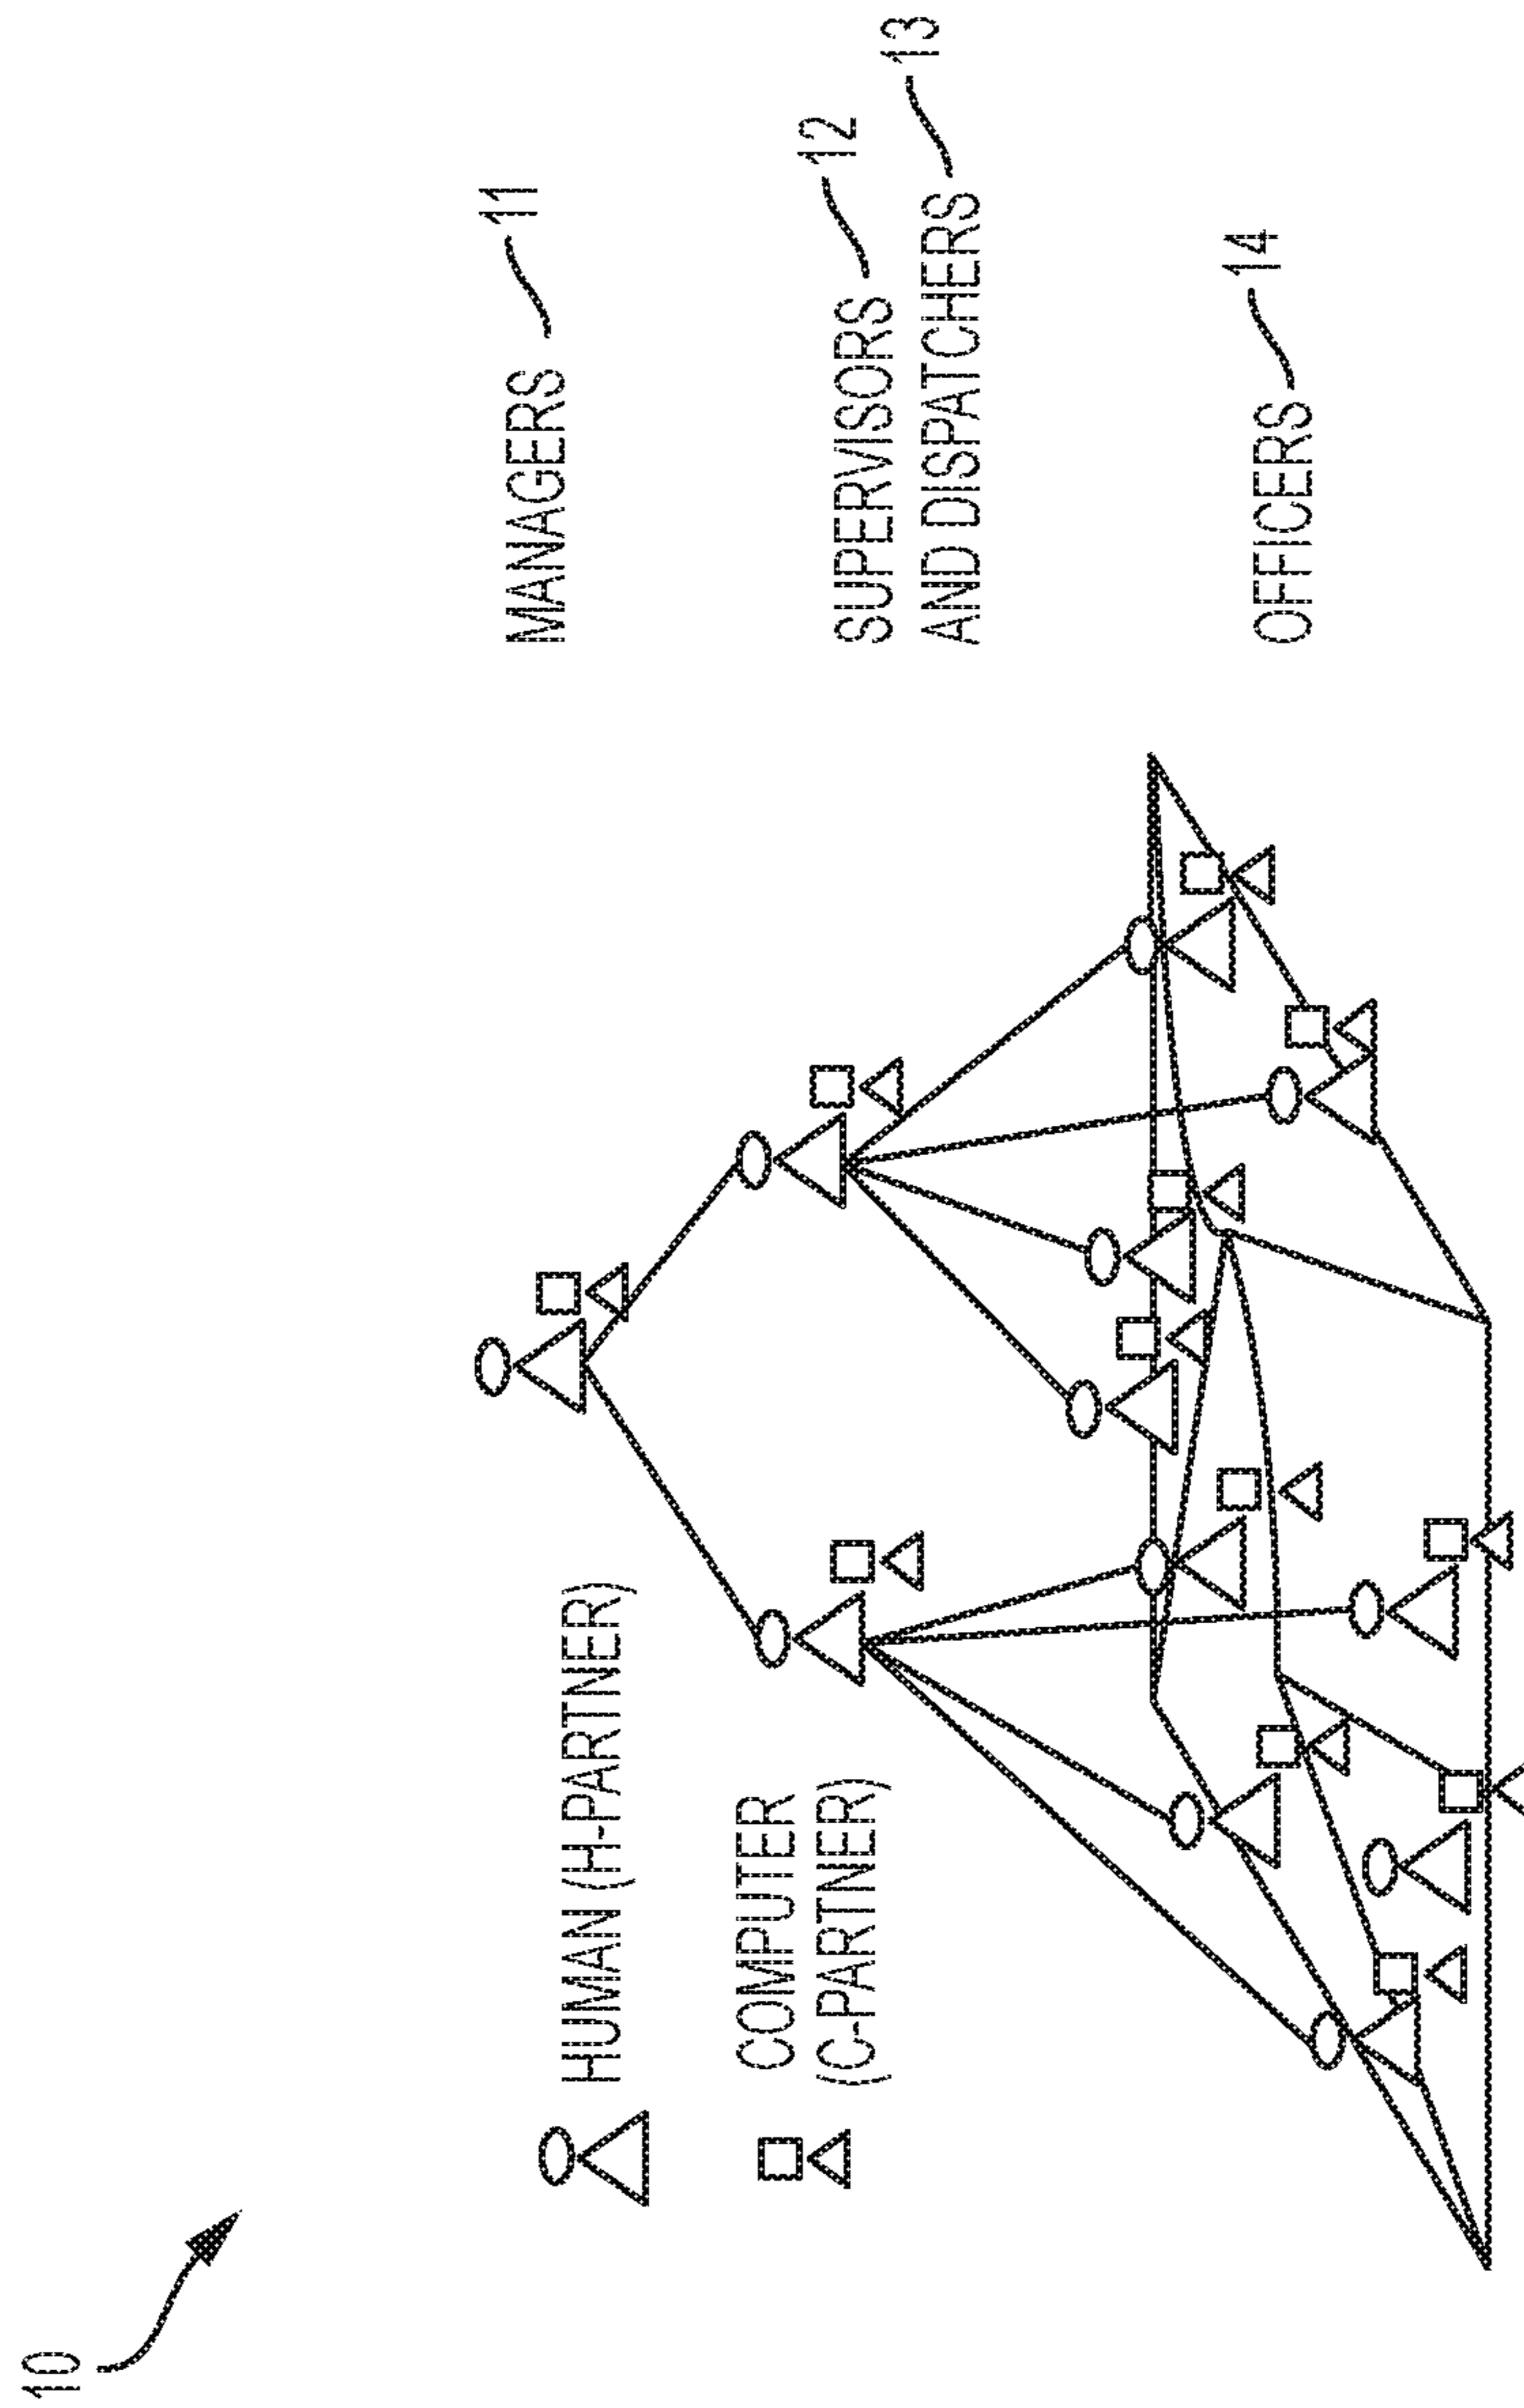 10
HUMAN (H-PARTNER)
COMPUTER
(C-PARTNER)
MANAGERS 11
SUPERVISORS 12
AND DISPATCHERS 13
OFFICERS 14